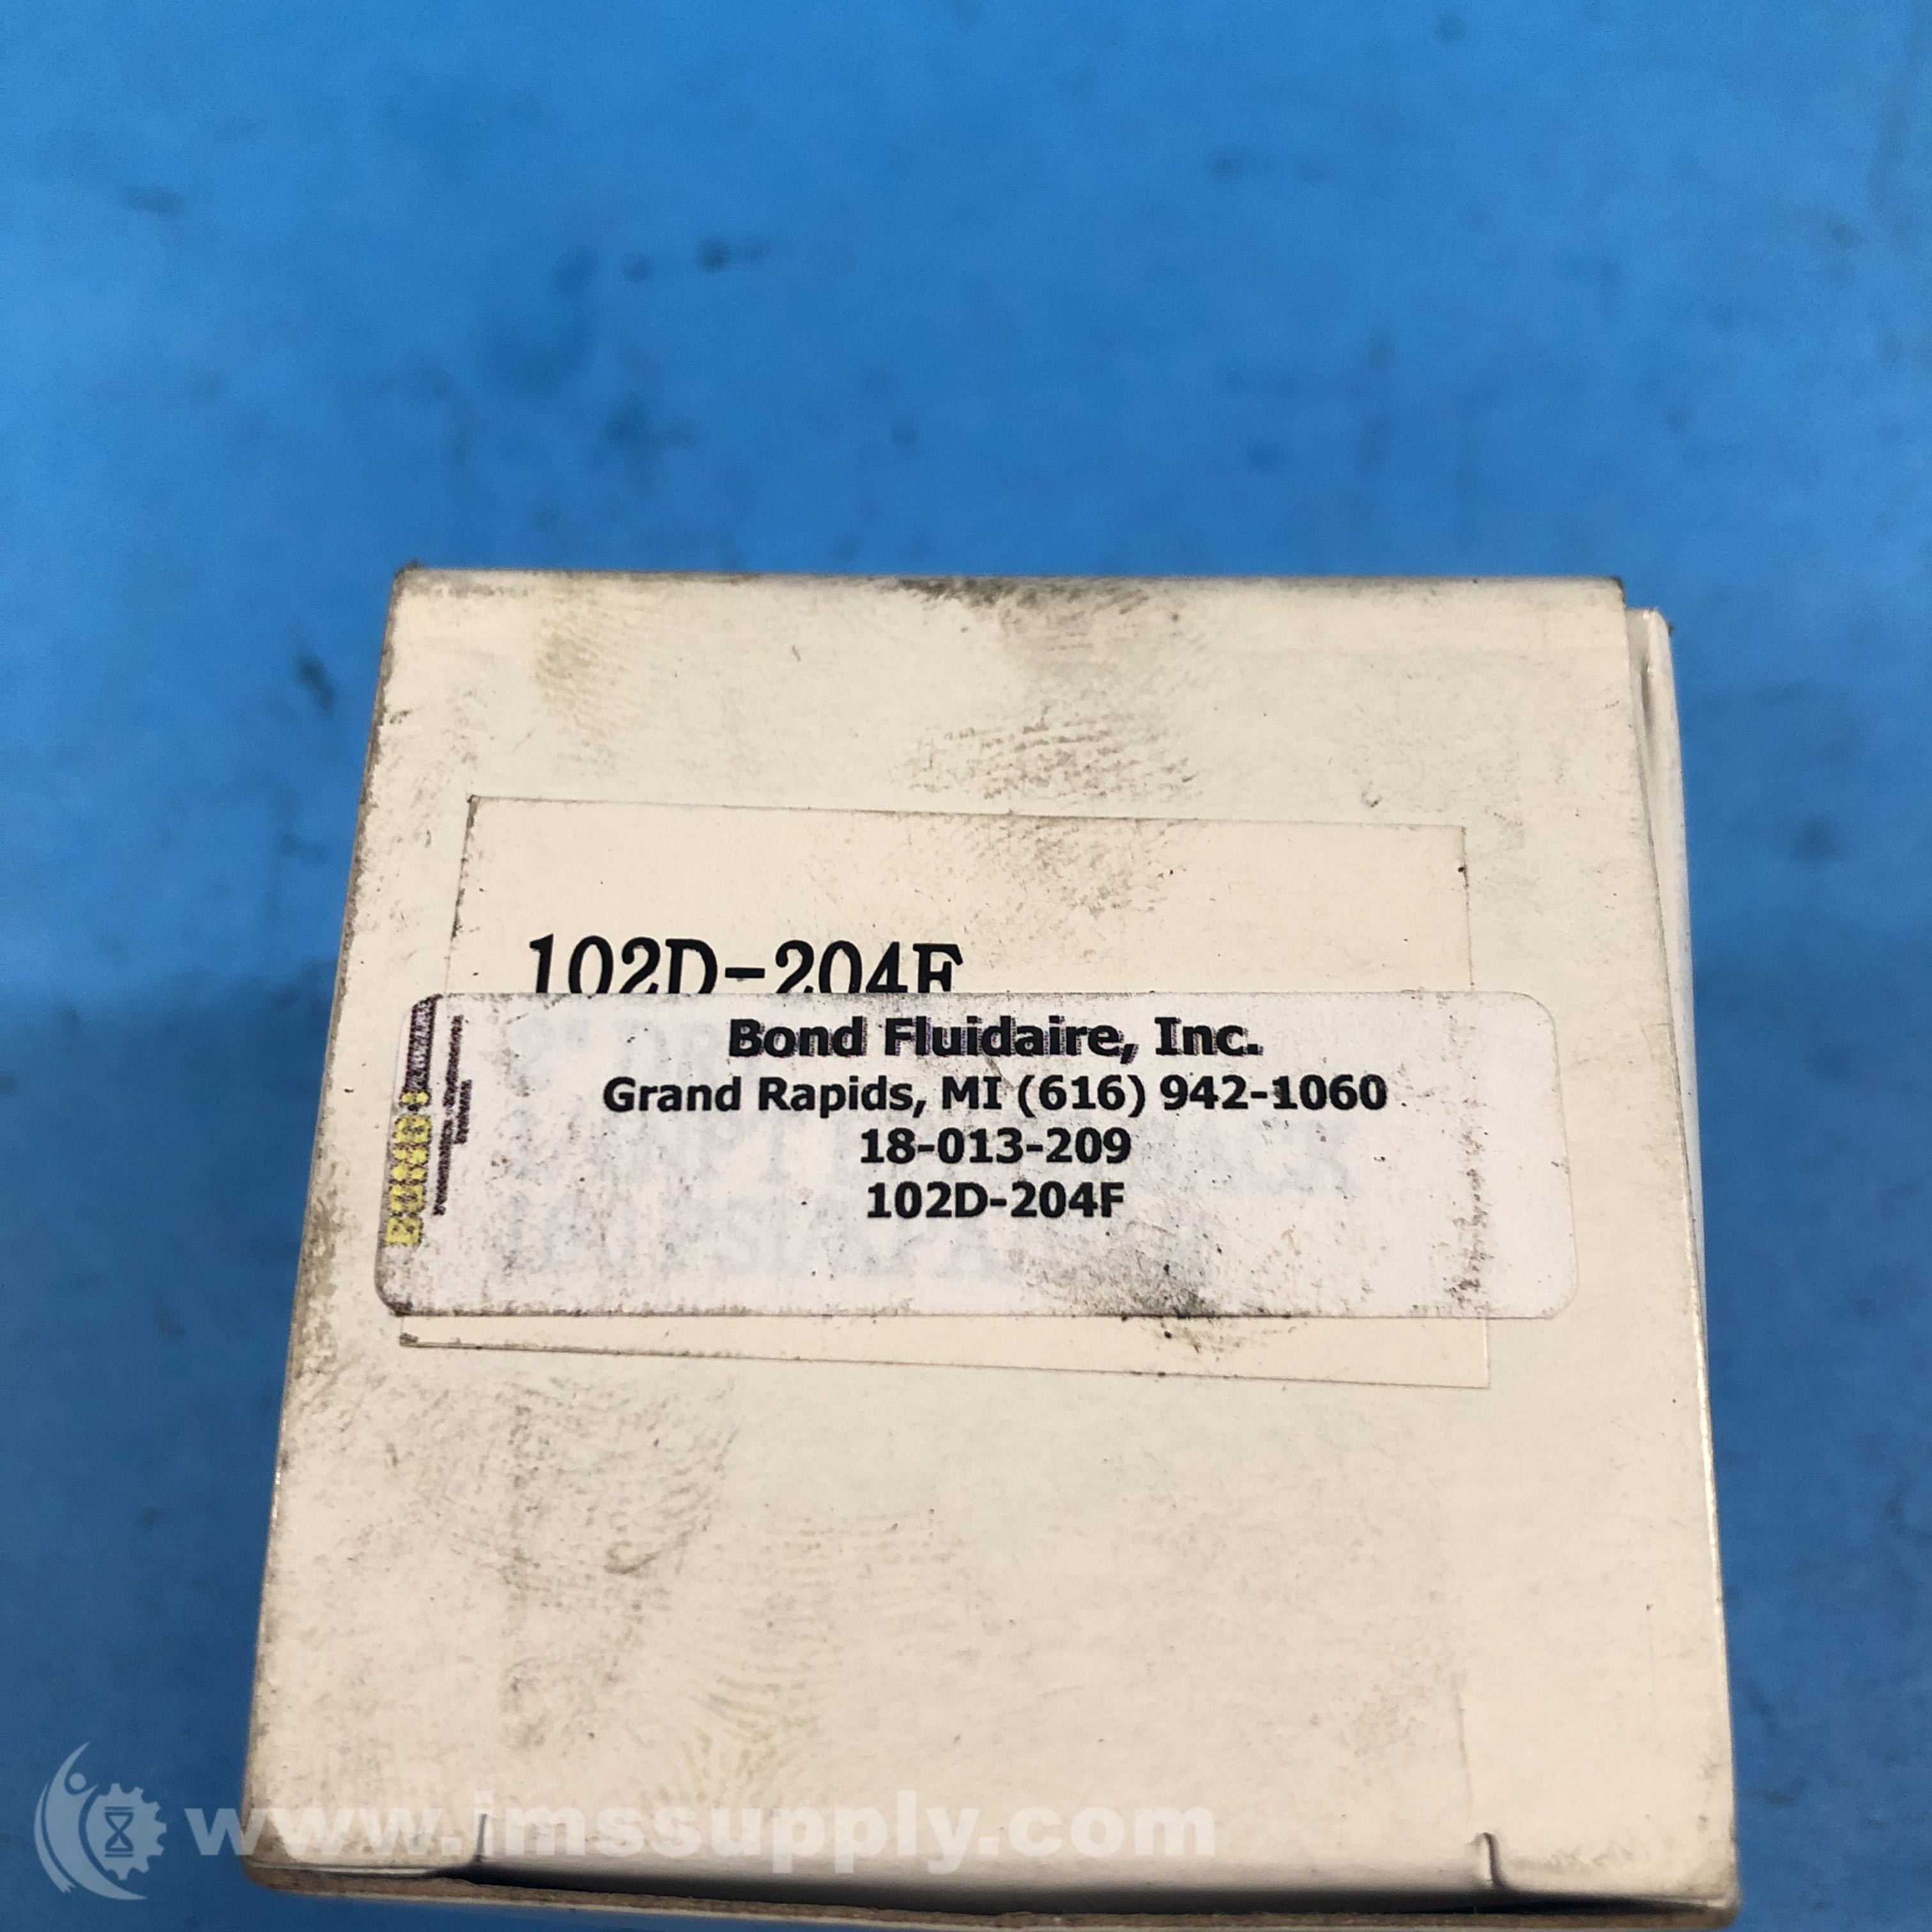 102D-204F
Bond Fluidaire, Inc.
Grand Rapids, MI (616) 942-1060
18-013-209
102D-204F
BOND
www.imssupply.com